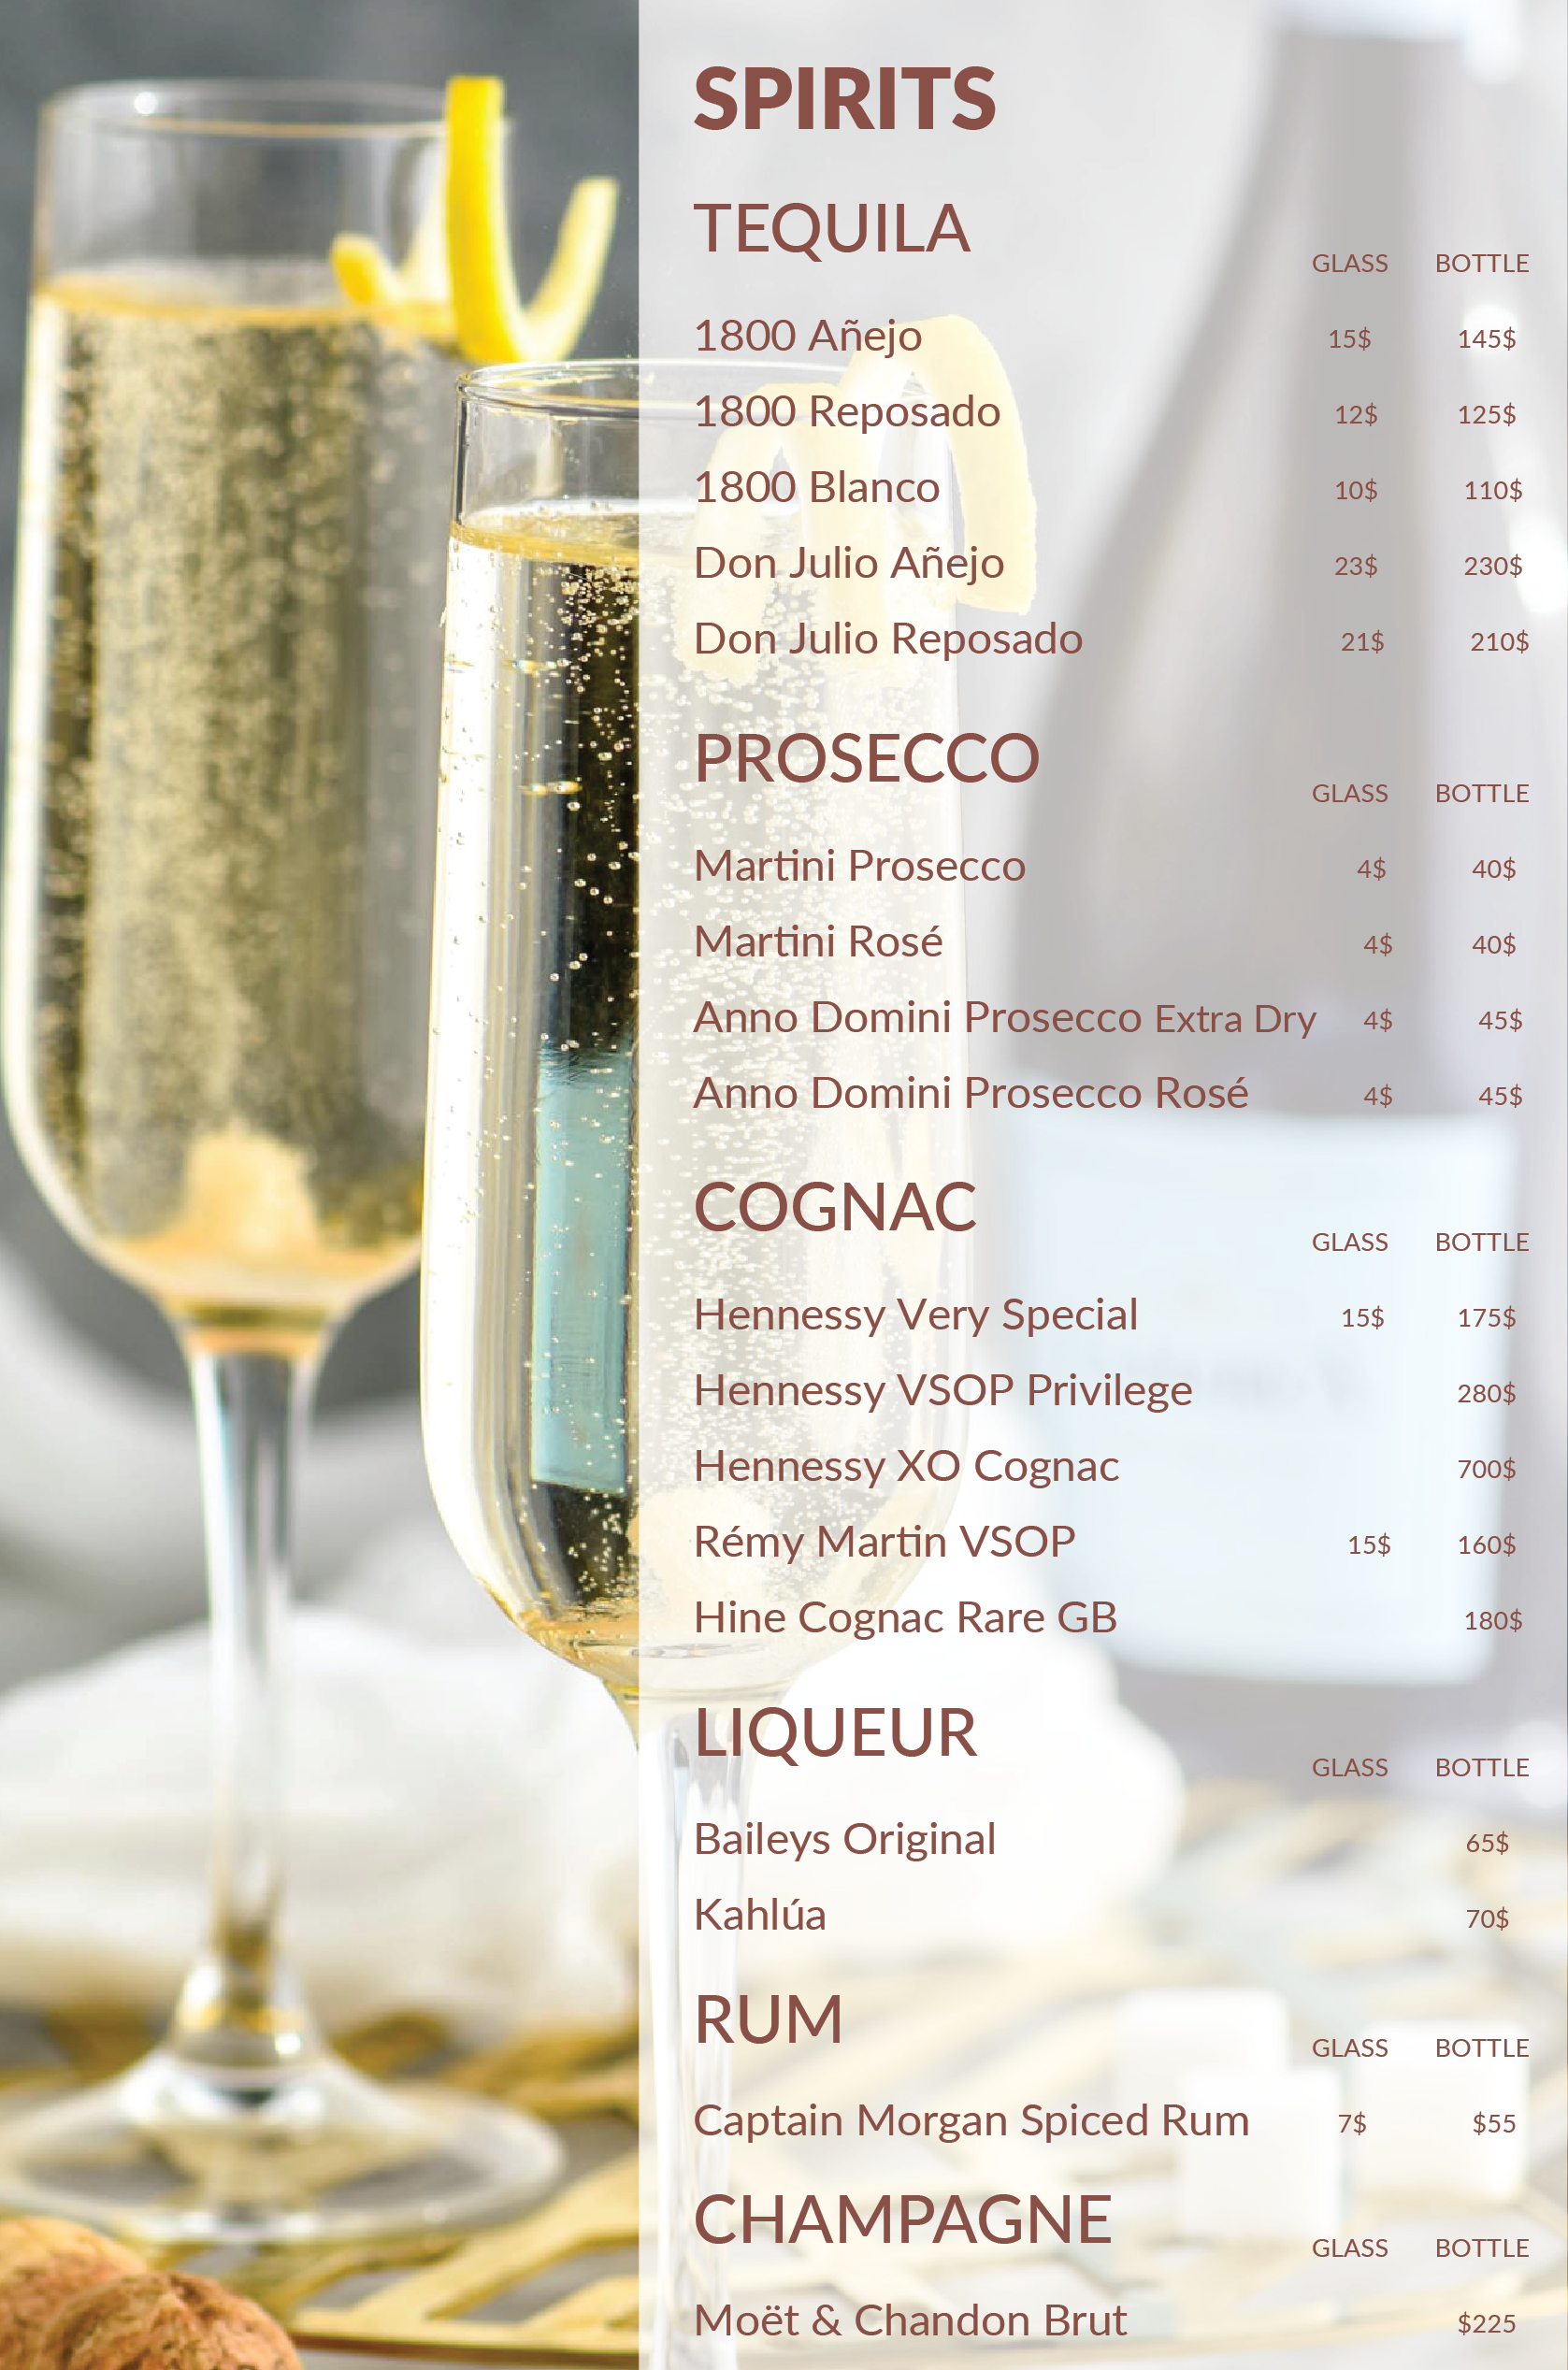 SPIRITS
TEQUILA
GLASS BOTTLE
1800 Añejo 15$ 145$
1800 Reposado 12$ 125$
1800 Blanco 10$ 110$
Don Julio Añejo 23$ 230$
Don Julio Reposado 21$ 210$
PROSECCO
GLASS BOTTLE
Martini Prosecco 4$ 40$
Martini Rosé 4$ 40$
Anno Domini Prosecco Extra Dry 4$ 45$
Anno Domini Prosecco Rosé 4$ 45$
COGNAC
GLASS BOTTLE
Hennessy Very Special 15$ 175$
Hennessy VSOP Privilege 280$
Hennessy XO Cognac 700$
Rémy Martin VSOP 15$ 160$
Hine Cognac Rare GB 180$
LIQUEUR
GLASS BOTTLE
Baileys Original 65$
Kahlúa 70$
RUM
GLASS BOTTLE
Captain Morgan Spiced Rum 7$ $55
CHAMPAGNE
GLASS BOTTLE
Moët & Chandon Brut $225